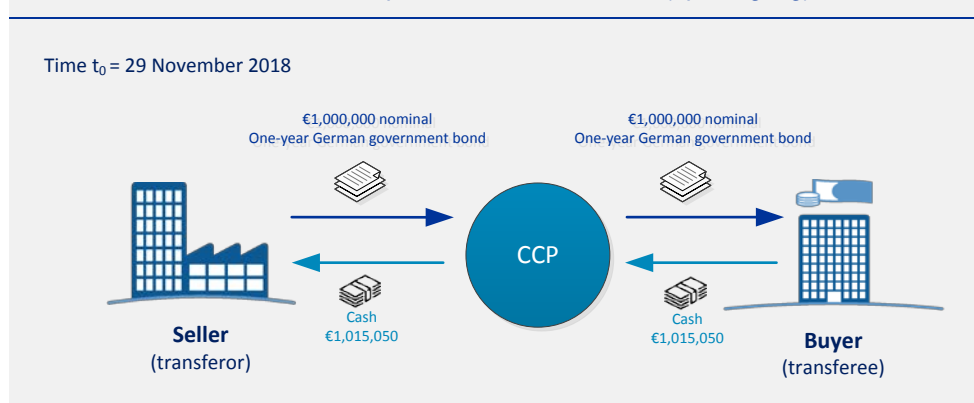 Time t0 = 29 November 2018
€1,000,000 nominal
One-year German government bond
€1,000,000 nominal
One-year German government bond
CCP
Cash
€1,015,050
Cash
€1,015,050
Seller
(transferor)
Buyer
(transferee)